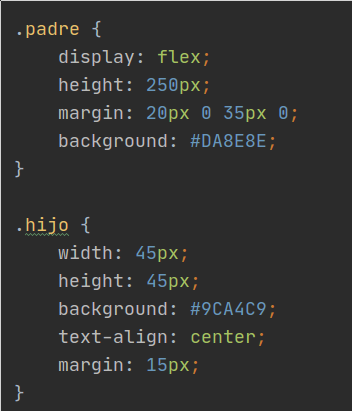 .padre {
    display: flex;
    height: 250px;
    margin: 20px 0 35px 0;
    background: #DA8E8E;
}

.hijo {
    width: 45px;
    height: 45px;
    background: #9CA4C9;
    text-align: center;
    margin: 15px;
}